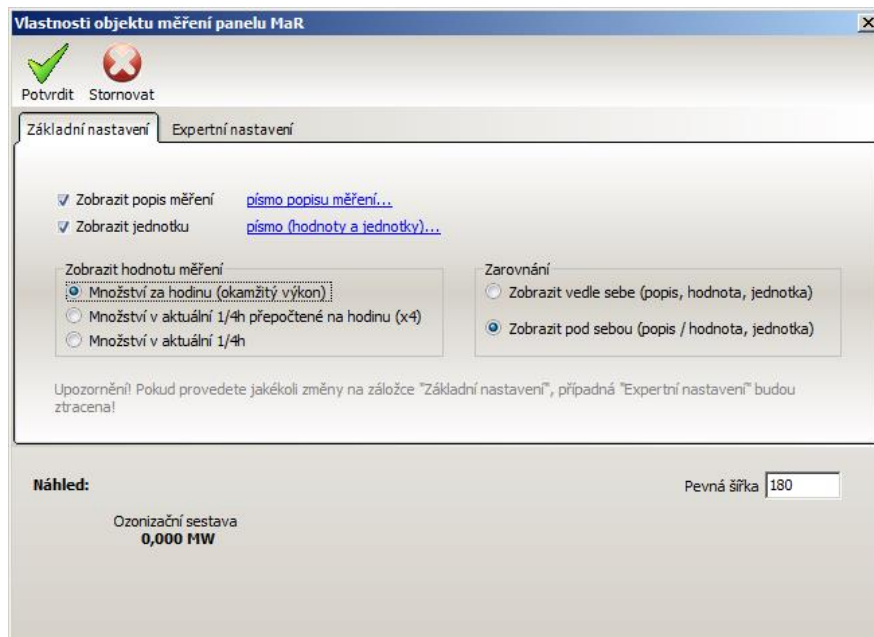 Vlastnosti objektu měření panelu MaR
Potvrdit Stornovat
Základní nastavení Expertní nastavení
Zobrazit popis měření písmo popisu měření...
Zobrazit jednotku písmo (hodnoty a jednotky)...
Zobrazit hodnotu měření
Množství za hodinu (okamžitý výkon)
Množství v aktuální 1/4h přepočtené na hodinu (x4)
Množství v aktuální 1/4h
Zarovnání
Zobrazit vedle sebe (popis, hodnota, jednotka)
Zobrazit pod sebou (popis / hodnota, jednotka)
Upozornění! Pokud provedete jakékoli změny na záložce "Základní nastavení", případná "Expertní nastavení" budou
ztracena!
Náhled:
Pevná šířka 180
Ozonizační sestava
0,000 MW